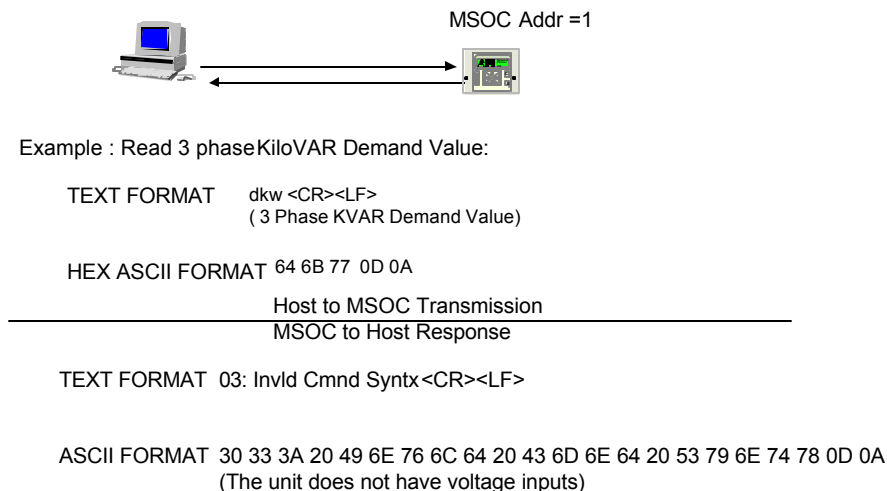 MSOC Addr =1
Example : Read 3 phase KiloVAR Demand Value:
TEXT FORMAT dkw <CR><LF>
( 3 Phase KVAR Demand Value)
HEX ASCII FORMAT 64 6B 77 0D 0A
Host to MSOC Transmission
MSOC to Host Response
TEXT FORMAT 03: Invld Cmnd Syntx<CR><LF>
ASCII FORMAT 30 33 3A 20 49 6E 76 6C 64 20 43 6D 6E 64 20 53 79 6E 74 78 0D 0A
(The unit does not have voltage inputs)